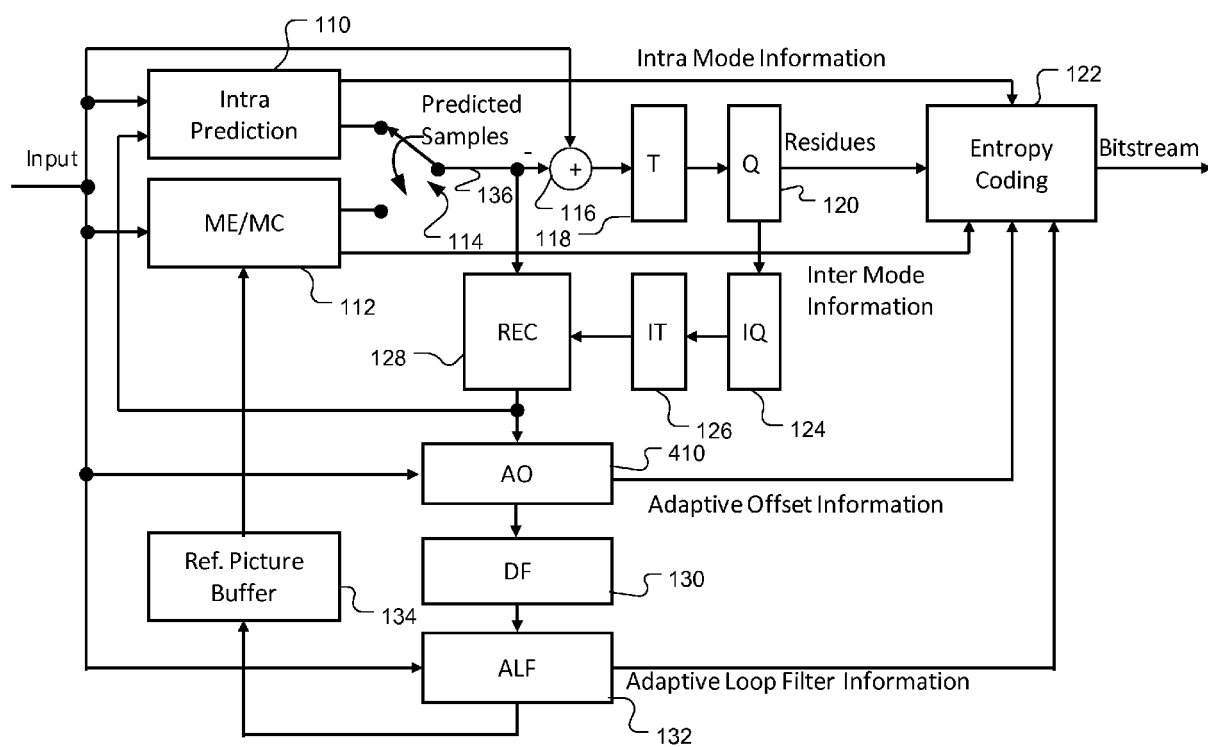 110
Intra Mode Information
122
Intra
Prediction
Predicted
Samples
Input
-
+
T
Q
Residues
Entropy
Coding
Bitstream
136
116
118
120
ME/MC
114
112
Inter Mode
Information
REC
IT
IQ
128
126
124
410
AO
Adaptive Offset Information
Ref. Picture
Buffer
134
DF
130
ALF
Adaptive Loop Filter Information
132